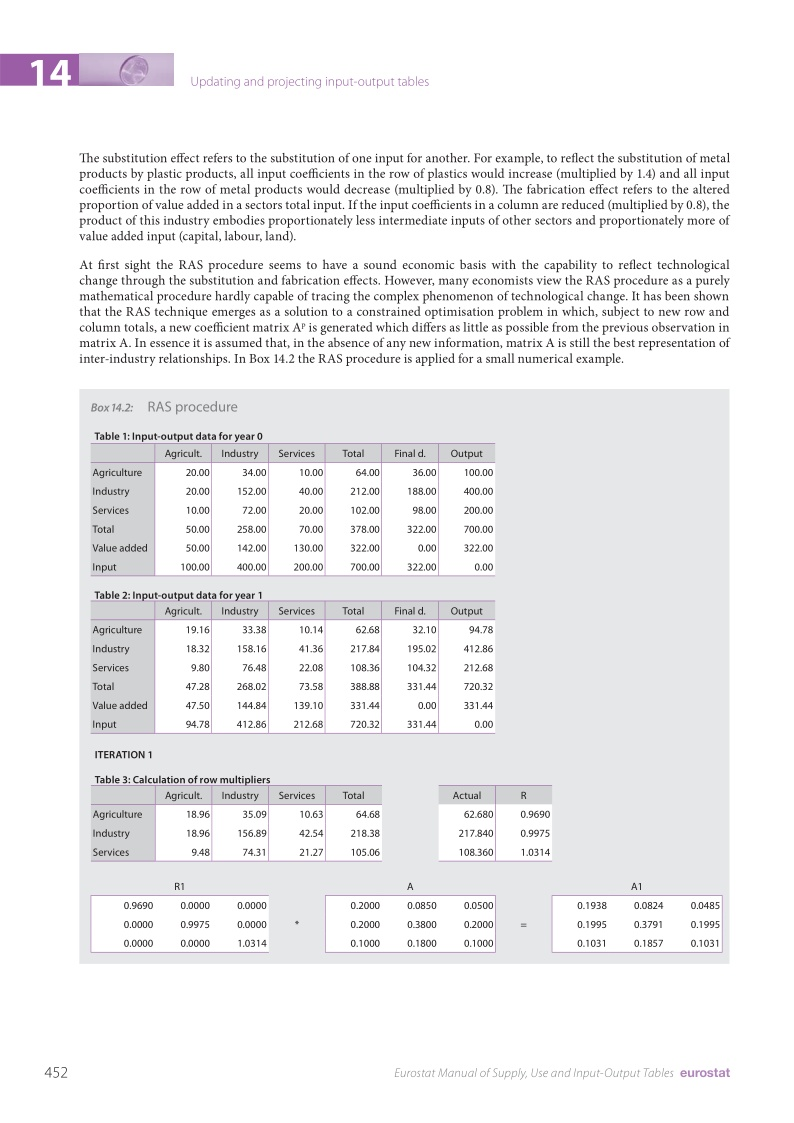 14
Updating and projecting input-output tables
The substitution effect refers to the substitution of one input for another. For example, to reflect the substitution of metal
products by plastic products, all input coefficients in the row of plastics would increase (multiplied by 1.4) and all input
coefficients in the row of metal products would decrease (multiplied by 0.8). The fabrication effect refers to the altered
proportion of value added in a sectors total input. If the input coefficients in a column are reduced (multiplied by 0.8), the
product of this industry embodies proportionately less intermediate inputs of other sectors and proportionately more of
value added input (capital, labour, land).
At first sight the RAS procedure seems to have a sound economic basis with the capability to reflect technological
change through the substitution and fabrication effects. However, many economists view the RAS procedure as a purely
mathematical procedure hardly capable of tracing the complex phenomenon of technological change. It has been shown
that the RAS technique emerges as a solution to a constrained optimisation problem in which, subject to new row and
column totals, a new coefficient matrix Aᵖ is generated which differs as little as possible from the previous observation in
matrix A. In essence it is assumed that, in the absence of any new information, matrix A is still the best representation of
inter-industry relationships. In Box 14.2 the RAS procedure is applied for a small numerical example.
Box 14.2: RAS procedure
Table 1: Input-output data for year 0
Agricult. Industry Services Total Final d. Output
Agriculture 20.00 34.00 10.00 64.00 36.00 100.00
Industry 20.00 152.00 40.00 212.00 188.00 400.00
Services 10.00 72.00 20.00 102.00 98.00 200.00
Total 50.00 258.00 70.00 378.00 322.00 700.00
Value added 50.00 142.00 130.00 322.00 0.00 322.00
Input 100.00 400.00 200.00 700.00 322.00 0.00
Table 2: Input-output data for year 1
Agricult. Industry Services Total Final d. Output
Agriculture 19.16 33.38 10.14 62.68 32.10 94.78
Industry 18.32 158.16 41.36 217.84 195.02 412.86
Services 9.80 76.48 22.08 108.36 104.32 212.68
Total 47.28 268.02 73.58 388.88 331.44 720.32
Value added 47.50 144.84 139.10 331.44 0.00 331.44
Input 94.78 412.86 212.68 720.32 331.44 0.00
ITERATION 1
Table 3: Calculation of row multipliers
Agricult. Industry Services Total Actual R
Agriculture 18.96 35.09 10.63 64.68 62.680 0.9690
Industry 18.96 156.89 42.54 218.38 217.840 0.9975
Services 9.48 74.31 21.27 105.06 108.360 1.0314
R1 A A1
0.9690 0.0000 0.0000 0.2000 0.0850 0.0500 0.1938 0.0824 0.0485
0.0000 0.9975 0.0000 * 0.2000 0.3800 0.2000 = 0.1995 0.3791 0.1995
0.0000 0.0000 1.0314 0.1000 0.1800 0.1000 0.1031 0.1857 0.1031
452
Eurostat Manual of Supply, Use and Input-Output Tables eurostat